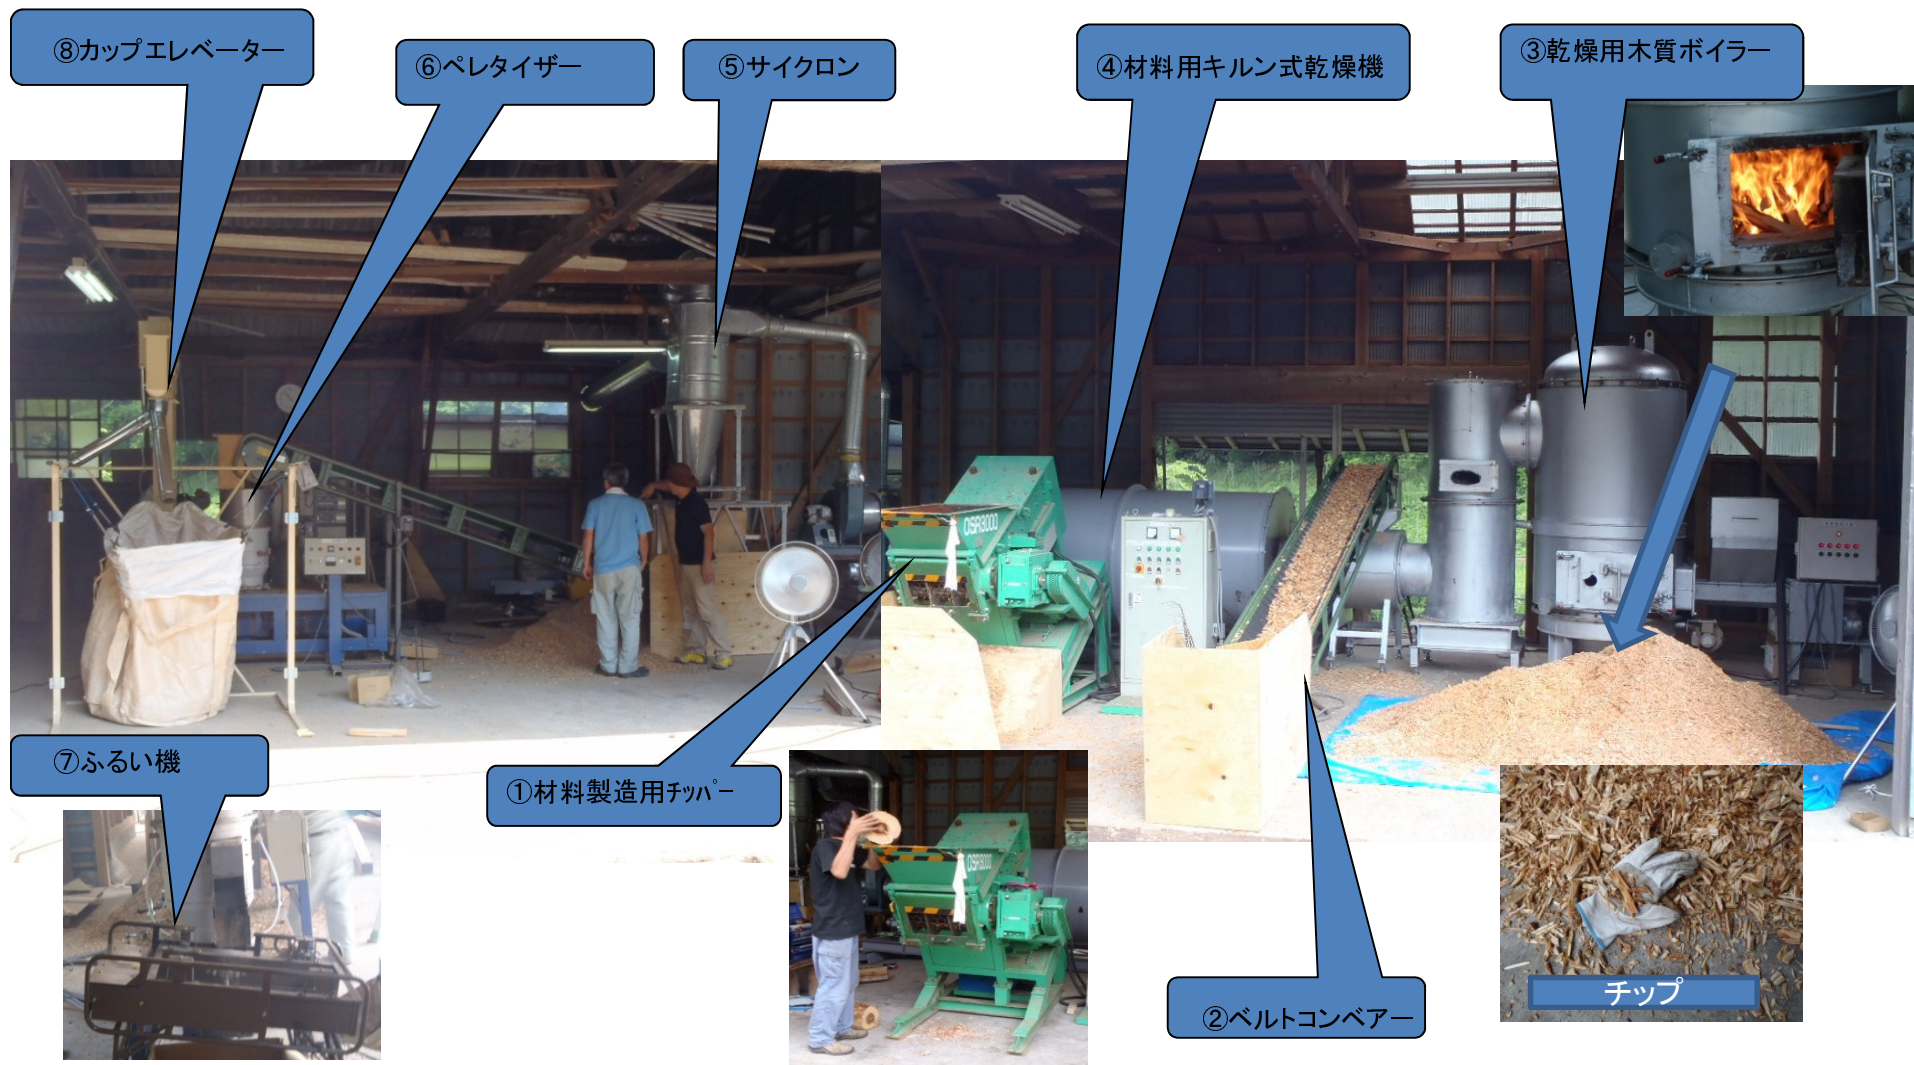 ⑧カップエレベーター
⑥ペレタイザー
⑤サイクロン
④材料用キルン式乾燥機
③乾燥用木質ボイラー
OSR3000
⑦ふるい機
①材料製造用ﾁｯﾊﾟｰ
OSR3000
②ベルトコンベアー
チップ